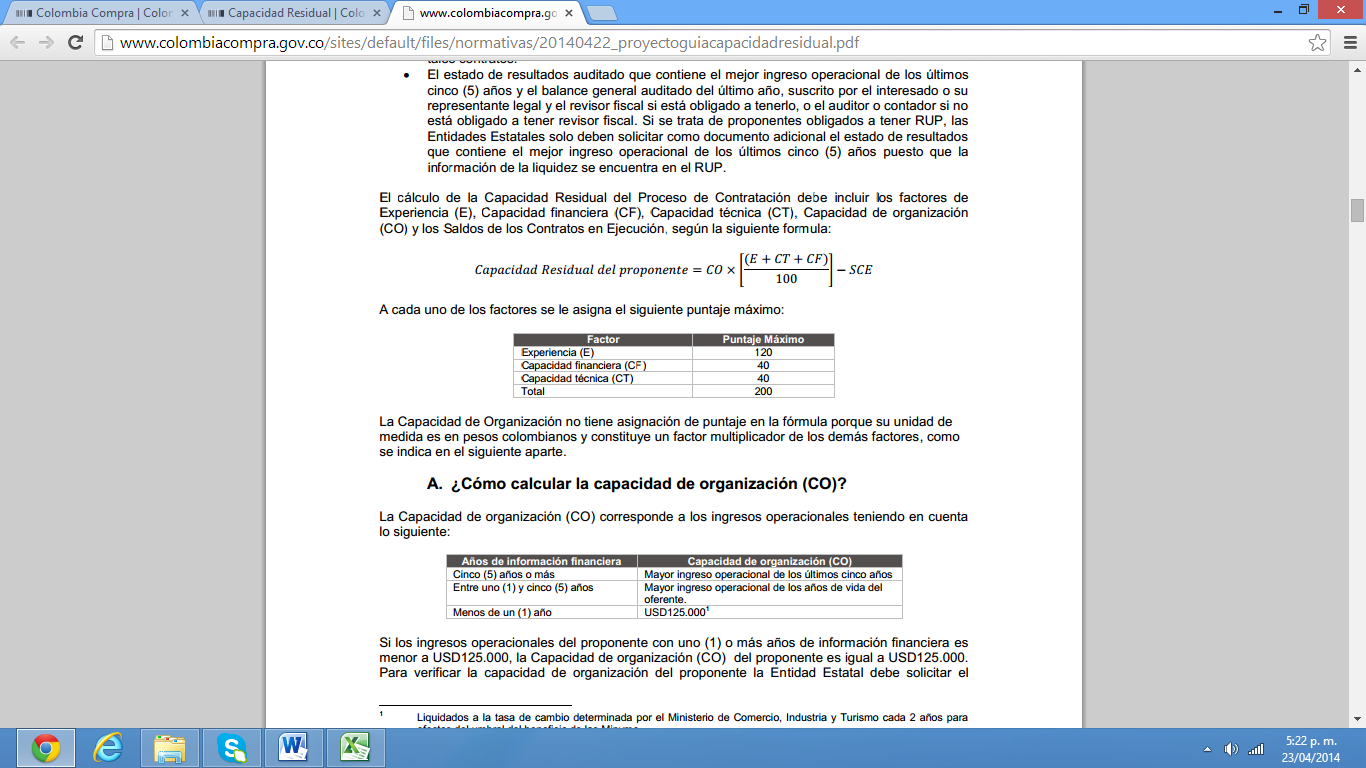 Colombia Compra | Colom
Capacidad Residual | Colo
www.colombiacompra.go
www.colombiacompra.gov.co/sites/default/files/normativas/20140422_proyectoguiacapacidadresidual.pdf
tales contratos.
• El estado de resultados auditado que contiene el mejor ingreso operacional de los últimos
cinco (5) años y el balance general auditado del último año, suscrito por el interesado o su
representante legal y el revisor fiscal si está obligado a tenerlo, o el auditor o contador si no
está obligado a tener revisor fiscal. Si se trata de proponentes obligados a tener RUP, las
Entidades Estatales solo deben solicitar como documento adicional el estado de resultados
que contiene el mejor ingreso operacional de los últimos cinco (5) años puesto que la
información de la liquidez se encuentra en el RUP.
El cálculo de la Capacidad Residual del Proceso de Contratación debe incluir los factores de
Experiencia (E), Capacidad financiera (CF), Capacidad técnica (CT), Capacidad de organización
(CO) y los Saldos de los Contratos en Ejecución, según la siguiente formula:
Capacidad Residual del proponente = CO × [(E + CT + CF) / 100] − SCE
A cada uno de los factores se le asigna el siguiente puntaje máximo:
Factor Puntaje Máximo
Experiencia (E) 120
Capacidad financiera (CF) 40
Capacidad técnica (CT) 40
Total 200
La Capacidad de Organización no tiene asignación de puntaje en la fórmula porque su unidad de
medida es en pesos colombianos y constituye un factor multiplicador de los demás factores, como
se indica en el siguiente aparte.
A. ¿Cómo calcular la capacidad de organización (CO)?
La Capacidad de organización (CO) corresponde a los ingresos operacionales teniendo en cuenta
lo siguiente:
Años de información financiera Capacidad de organización (CO)
Cinco (5) años o más Mayor ingreso operacional de los últimos cinco años
Entre uno (1) y cinco (5) años Mayor ingreso operacional de los años de vida del
oferente.
Menos de un (1) año USD125.000¹
Si los ingresos operacionales del proponente con uno (1) o más años de información financiera es
menor a USD125.000, la Capacidad de organización (CO) del proponente es igual a USD125.000.
Para verificar la capacidad de organización del proponente la Entidad Estatal debe solicitar el
1 Liquidados a la tasa de cambio determinada por el Ministerio de Comercio, Industria y Turismo cada 2 años para
efectos del umbral del beneficio de las Mipyme.
5:22 p. m.
23/04/2014